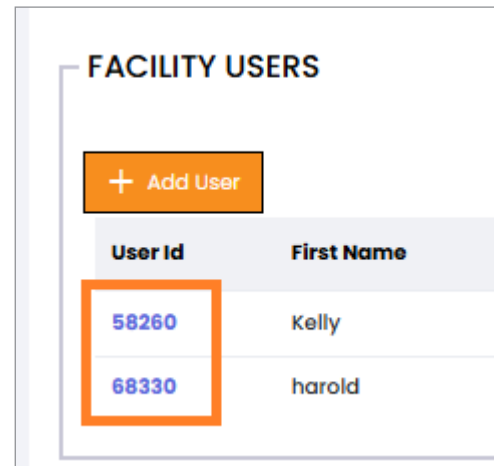 FACILITY USERS
+ Add User
User Id First Name
58260 Kelly
68330 harold